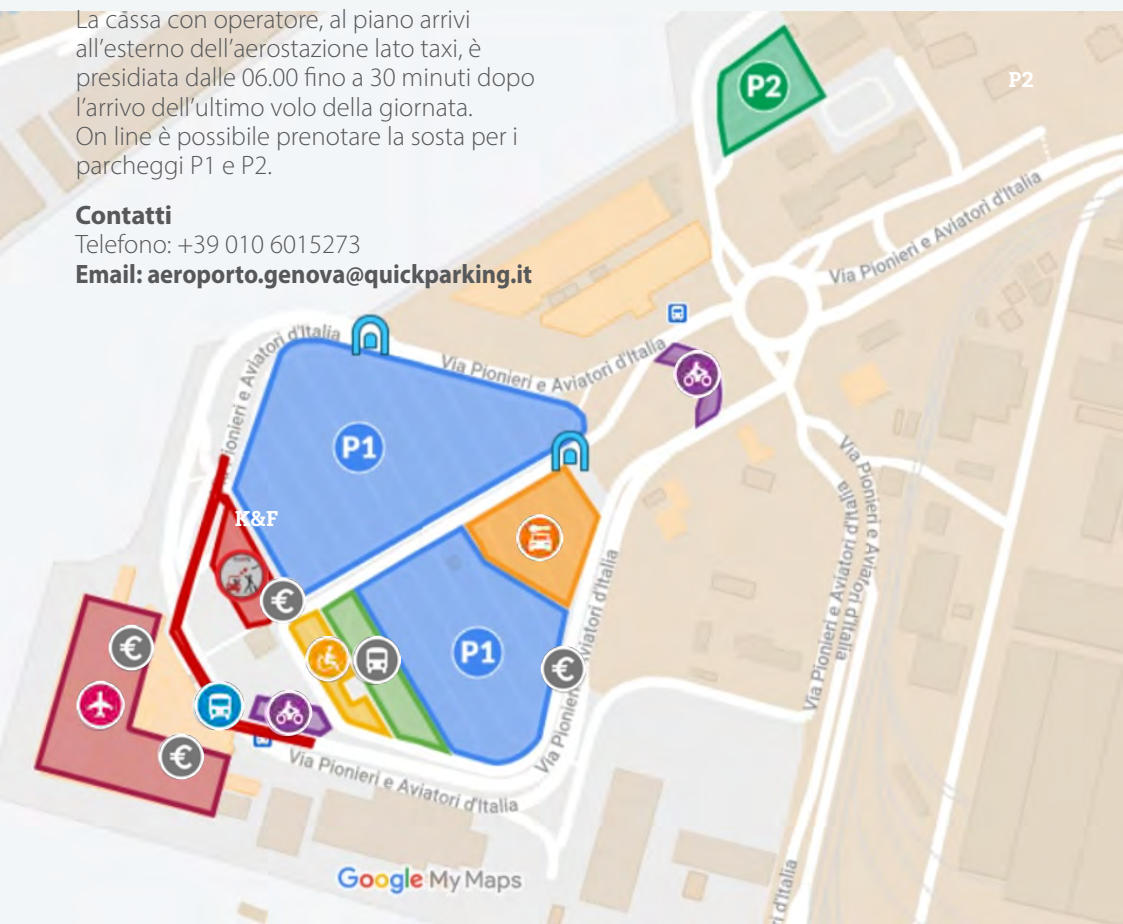 La cassa con operatore, al piano arrivi
all'esterno dell'aerostazione lato taxi, è
presidiata dalle 06.00 fino a 30 minuti dopo
l'arrivo dell'ultimo volo della giornata.
On line è possibile prenotare la sosta per i
parcheggi P1 e P2.
Contatti
Telefono: +39 010 6015273
Email: aeroporto.genova@quickparking.it
P2
P2
Via Pionieri e Aviatori d'Italia
Pionieri e Aviatori d'Italia
Via Pionieri e Aviatori d'Italia
P1
K&F
€
P1
€
€
€
Via Pionieri e Aviatori d'Italia
Via Pionieri e Aviatori d'Italia
Via Pionieri e Aviatori d'Italia
Via Pionieri e Aviatori d'Italia
Google My Maps
d'Italia